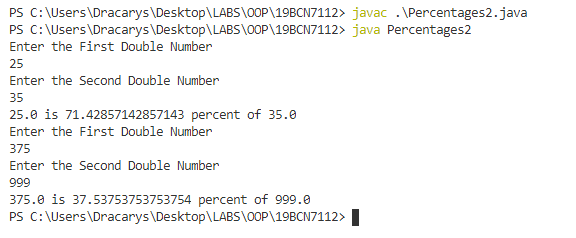 PS C:\Users\Dracarys\Desktop\LABS\OOP\19BCN7112> javac .\Percentages2.java
PS C:\Users\Dracarys\Desktop\LABS\OOP\19BCN7112> java Percentages2
Enter the First Double Number
25
Enter the Second Double Number
35
25.0 is 71.42857142857143 percent of 35.0
Enter the First Double Number
375
Enter the Second Double Number
999
375.0 is 37.53753753753754 percent of 999.0
PS C:\Users\Dracarys\Desktop\LABS\OOP\19BCN7112>